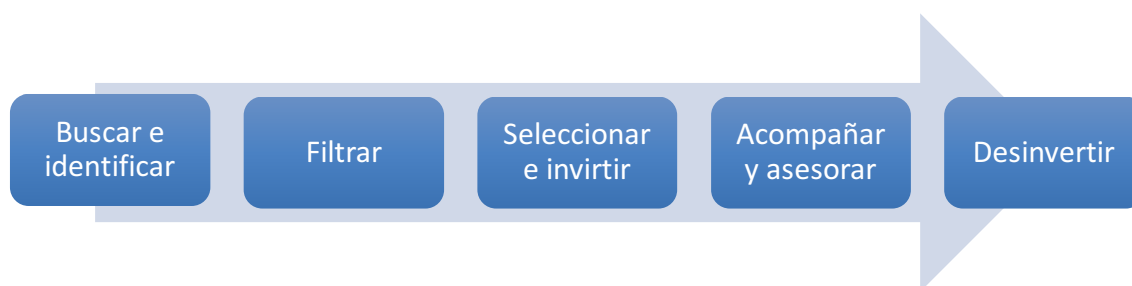 Buscar e
identificar
Filtrar
Seleccionar
e invirtir
Acompañar
y asesorar
Desinvertir